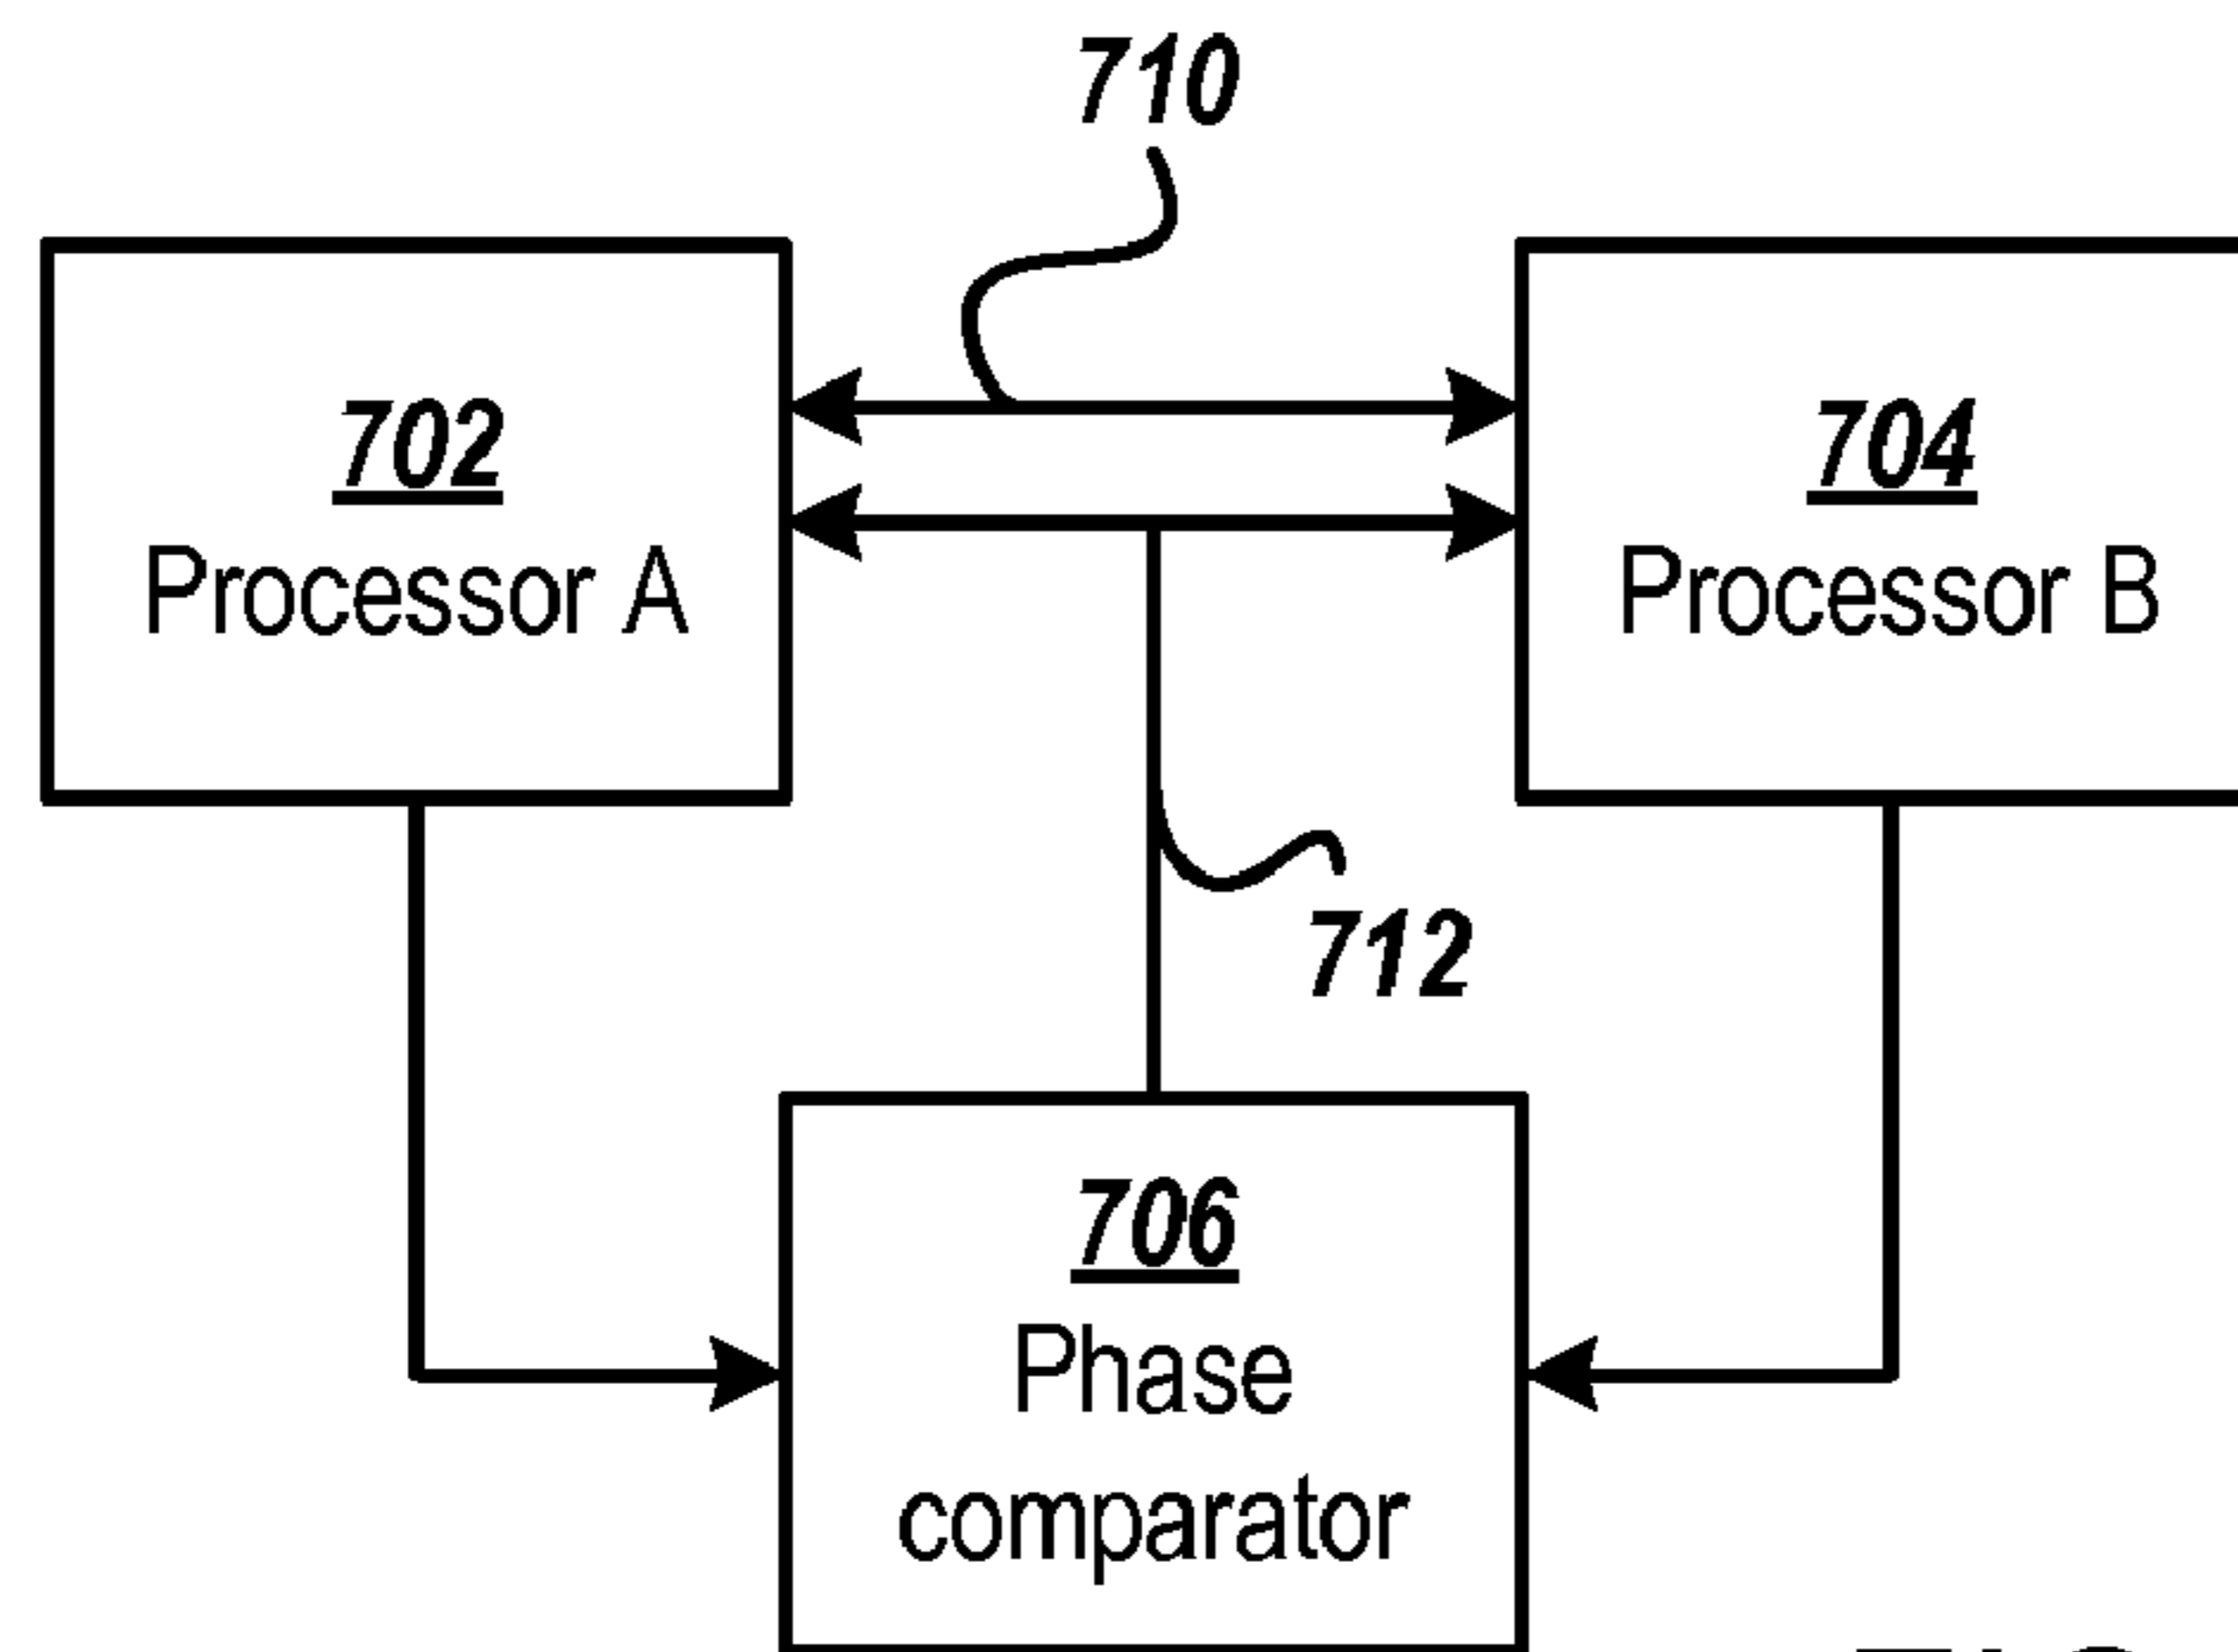 710
702
Processor A
704
Processor B
712
706
Phase
comparator